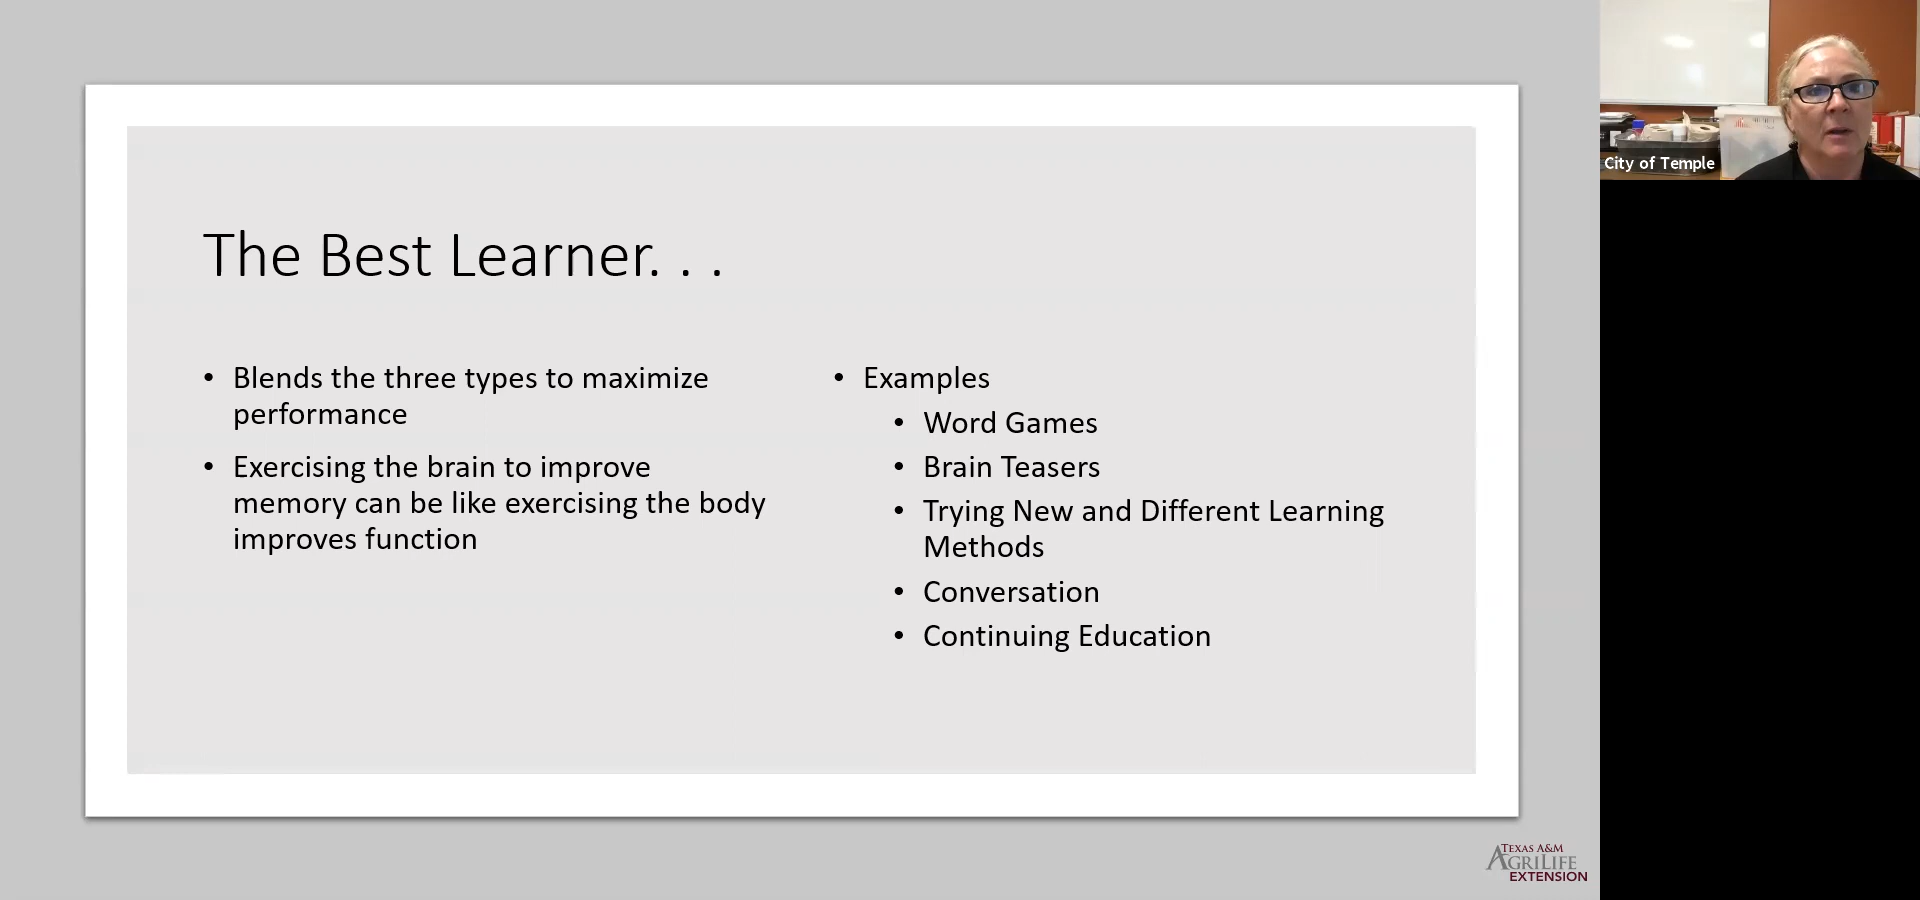 The Best Learner. . .
• Blends the three types to maximize
performance
• Exercising the brain to improve
memory can be like exercising the body
improves function
• Examples
• Word Games
• Brain Teasers
• Trying New and Different Learning
Methods
• Conversation
• Continuing Education
City of Temple
TEXAS A&M
AGRILIFE
EXTENSION